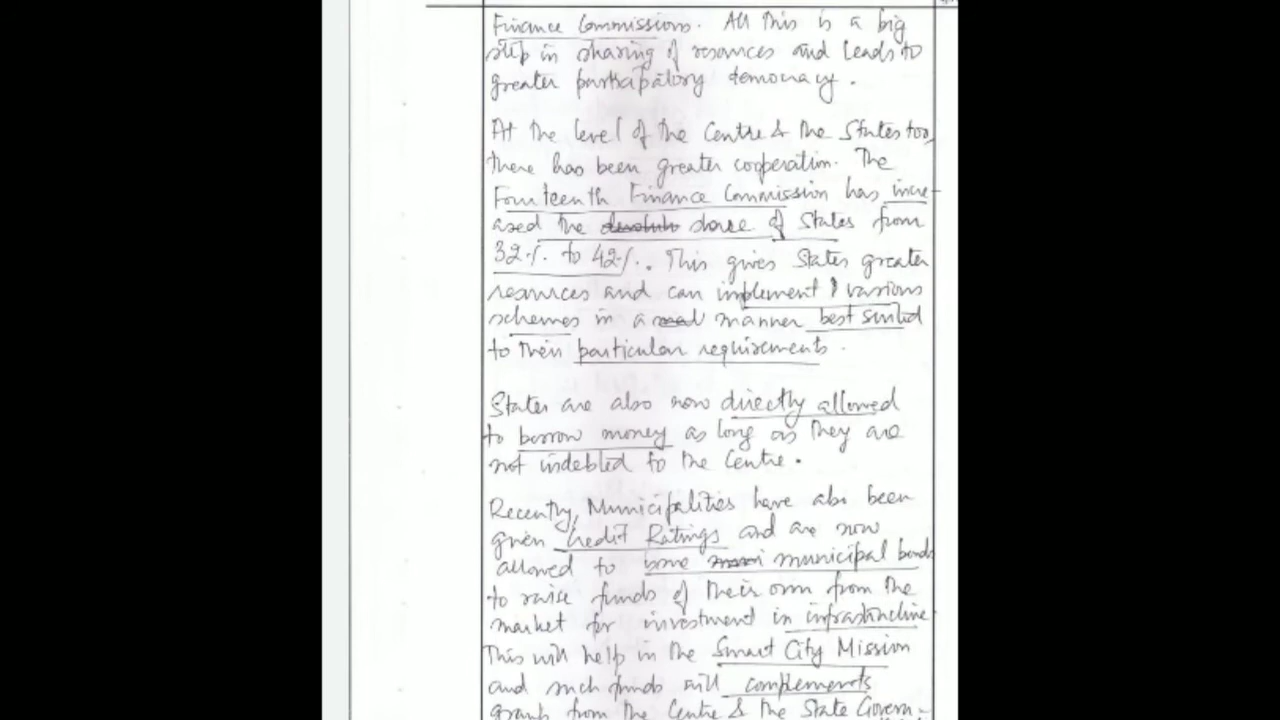 Finance Commissions. All this is a big
step in sharing of resources and leads to
greater participatory democracy.
At the level of the Centre & the States too,
there has been greater cooperation. The
Fourteenth Finance Commission has incre-
ased the share of States from
32% to 42%. This gives States greater
resources and can implement various
schemes in a manner best suited
to their particular requirements.
States are also now directly allowed
to borrow money as long as they are
not indebted to the Centre.
Recently, Municipalities have also been
given Credit Ratings and are now
allowed to issue municipal bonds
to raise funds of their own from the
market for investment in infrastructure
This will help in the Smart City Mission
and such funds will complements
grants from the Centre & the State Govern-